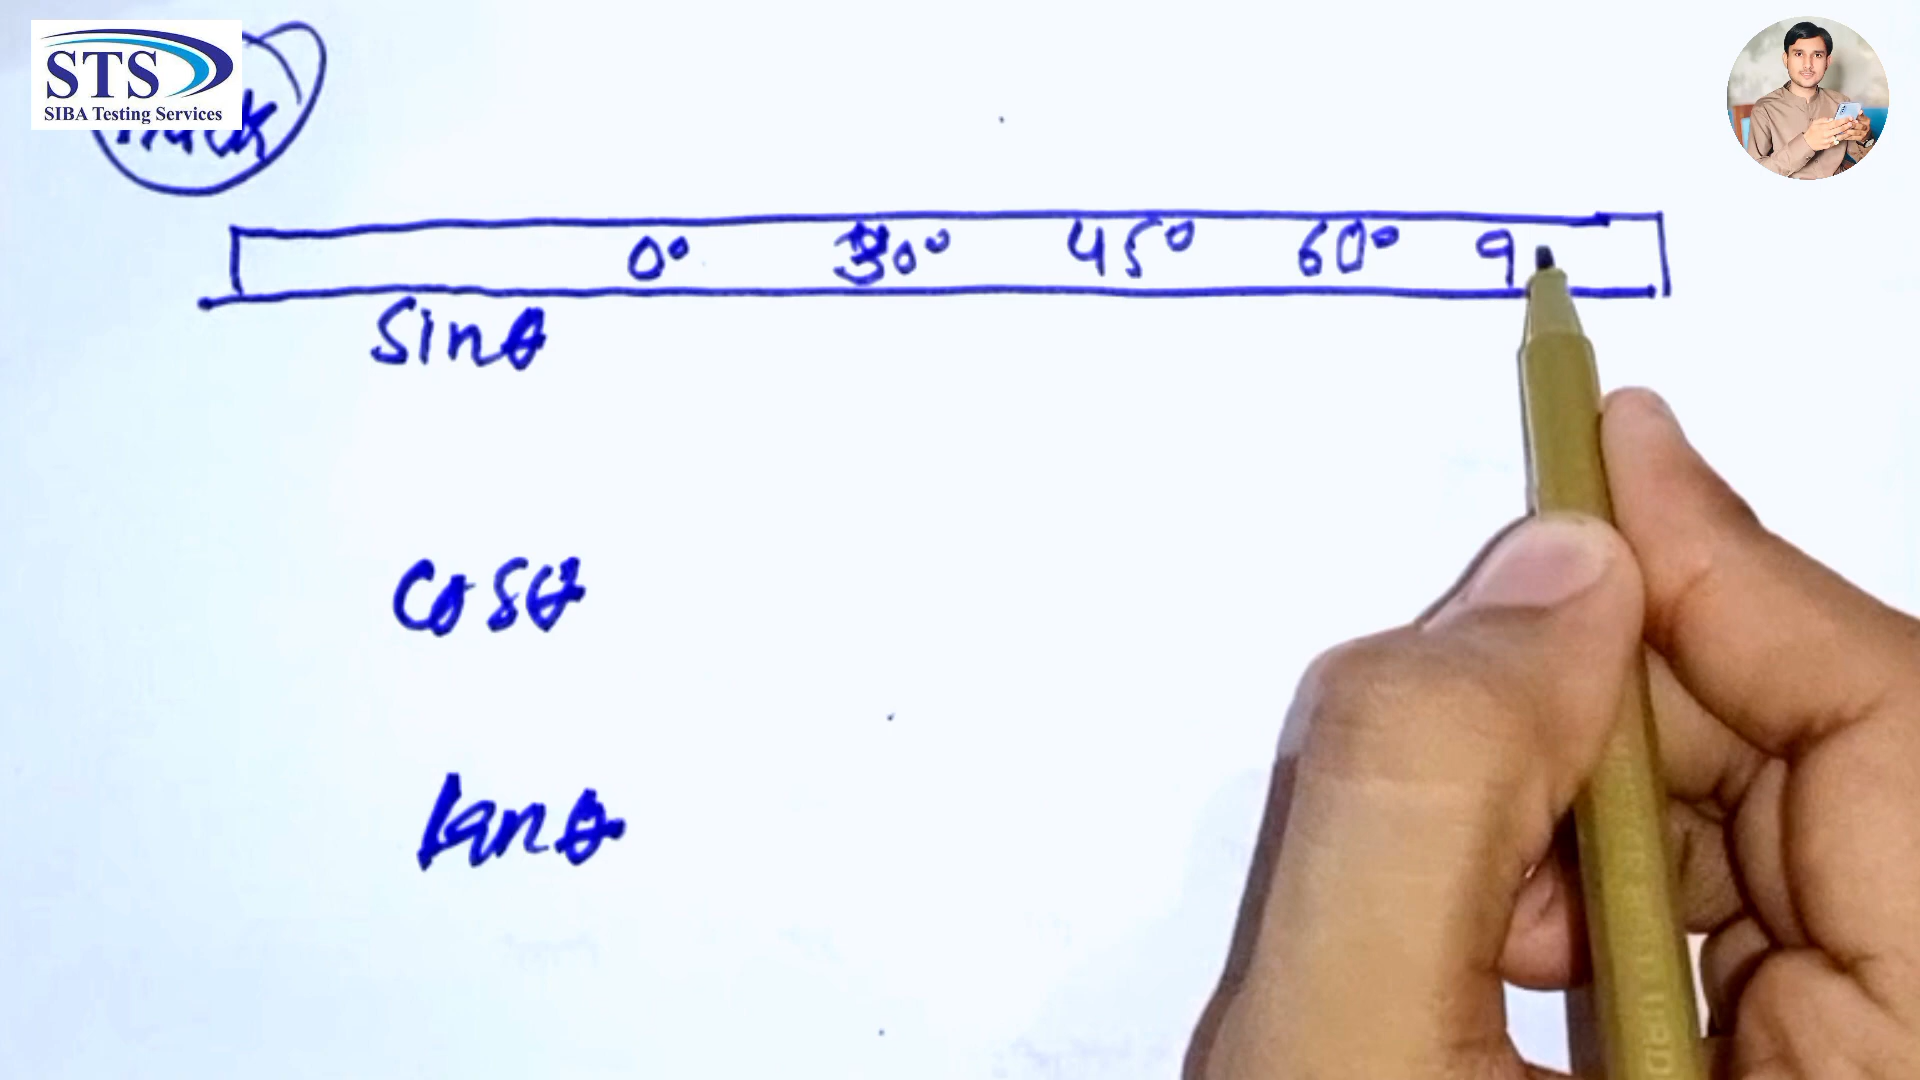 STS
SIBA Testing Services
0° 30° 45° 60° 9
Sinθ
Cosθ
tanθ